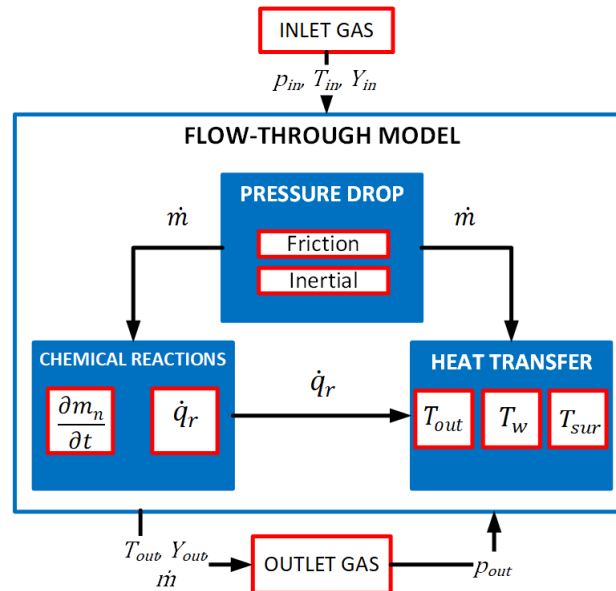 INLET GAS
p_in, T_in, Y_in
FLOW-THROUGH MODEL
PRESSURE DROP
ṁ
Friction
ṁ
Inertial
CHEMICAL REACTIONS
HEAT TRANSFER
∂m_n/∂t
q̇_r
q̇_r
T_out
T_w
T_sur
T_out, Y_out,
ṁ
OUTLET GAS
p_out